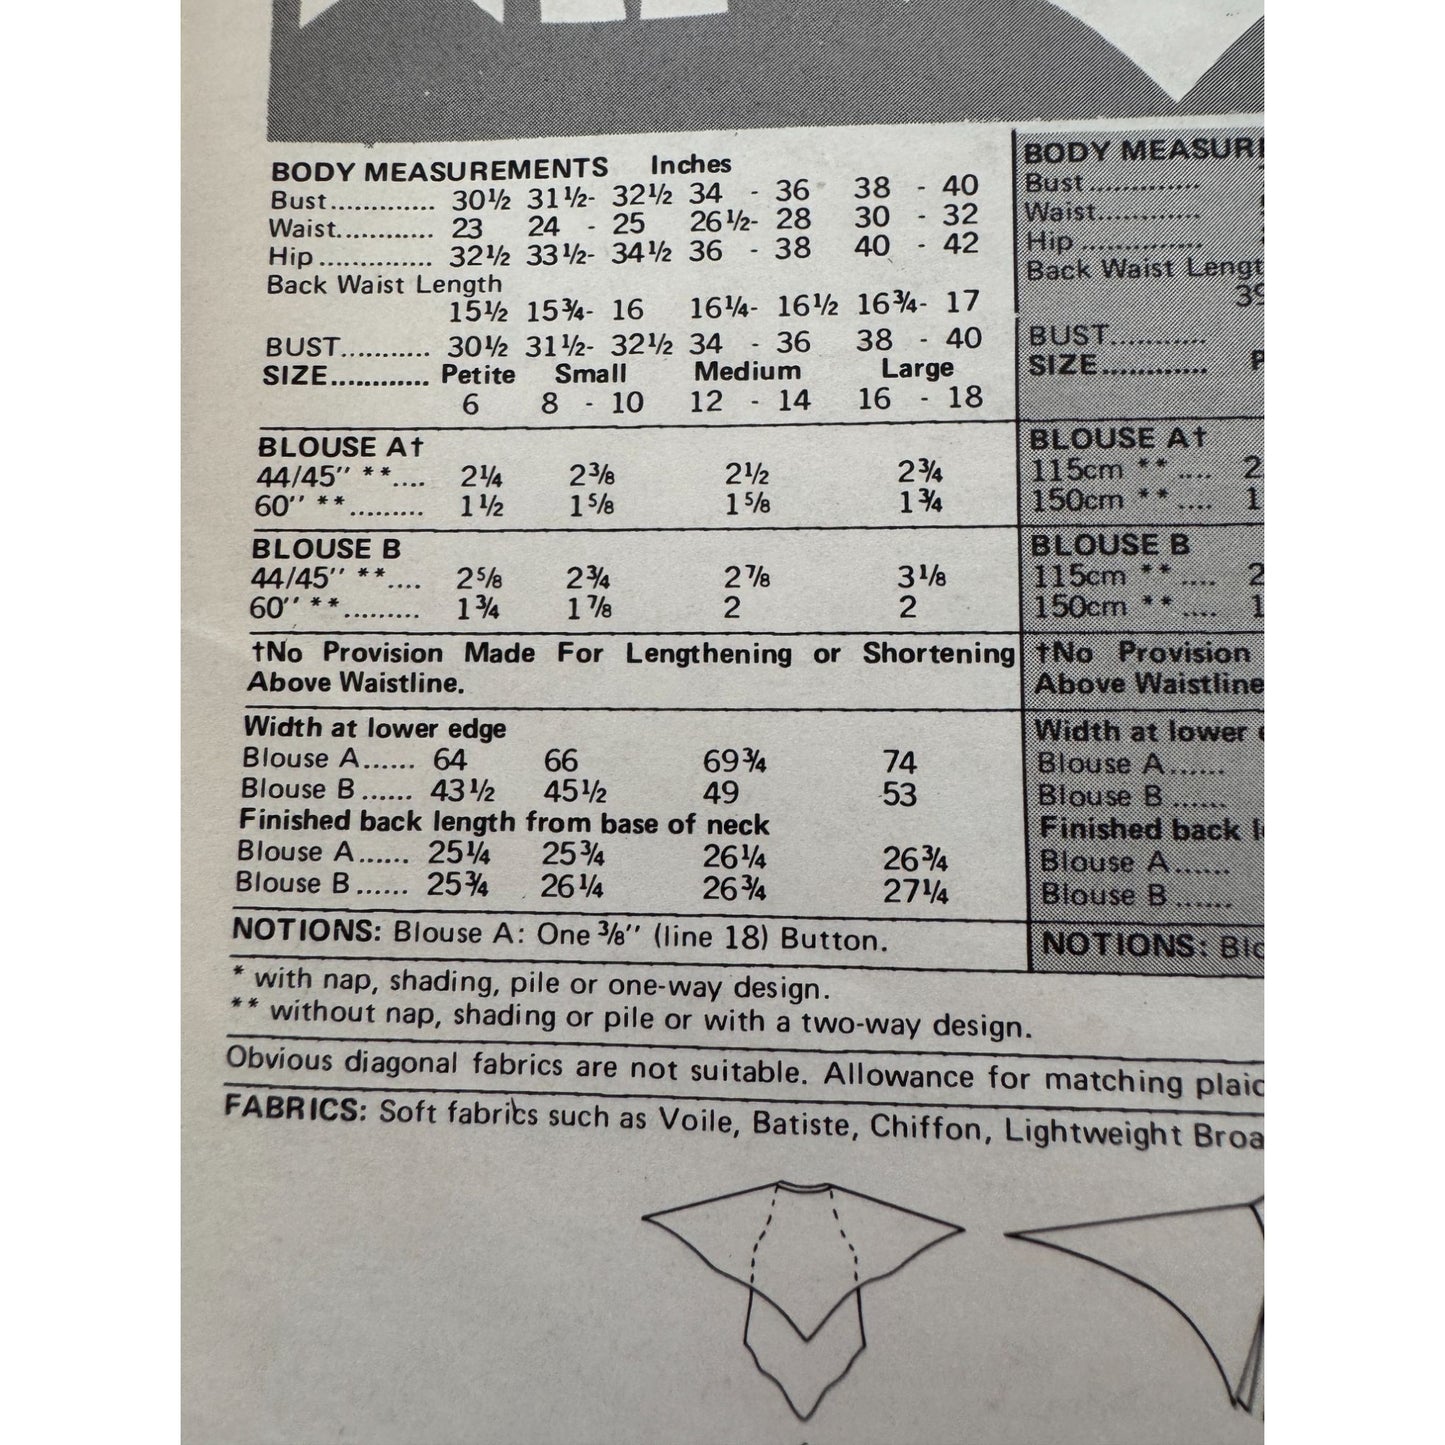 BODY MEASUREMENTS Inches
Bust............. 30½ 31½- 32½ 34 - 36 38 - 40
Waist............ 23 24 - 25 26½- 28 30 - 32
Hip .............. 32½ 33½- 34½ 36 - 38 40 - 42
Back Waist Length
15½ 15¾- 16 16¼- 16½ 16¾- 17
BUST........... 30½ 31½- 32½ 34 - 36 38 - 40
SIZE............ Petite Small Medium Large
6 8 - 10 12 - 14 16 - 18
BLOUSE A†
44/45'' **.... 2¼ 2⅜ 2½ 2¾
60'' **......... 1½ 1⅝ 1⅝ 1¾
BLOUSE B
44/45'' **.... 2⅝ 2¾ 2⅞ 3⅛
60'' **......... 1¾ 1⅞ 2 2
†No Provision Made For Lengthening or Shortening
Above Waistline.
Width at lower edge
Blouse A...... 64 66 69¾ 74
Blouse B ...... 43½ 45½ 49 53
Finished back length from base of neck
Blouse A...... 25¼ 25¾ 26¼ 26¾
Blouse B ...... 25¾ 26¼ 26¾ 27¼
NOTIONS: Blouse A: One ⅜'' (line 18) Button.
BODY MEASUR
Bust.............
Waist............
Hip ..............
Back Waist Lengt
39
BUST...........
SIZE............
BLOUSE A†
115cm ** .... 2
150cm ** .... 1
BLOUSE B
115cm ** .... 2
150cm ** .... 1
†No Provision
Above Waistline
Width at lower
Blouse A......
Blouse B ......
Finished back
Blouse A......
Blouse B ......
NOTIONS: Blo
* with nap, shading, pile or one-way design.
** without nap, shading or pile or with a two-way design.
Obvious diagonal fabrics are not suitable. Allowance for matching plaid
FABRICS: Soft fabrics such as Voile, Batiste, Chiffon, Lightweight Broa